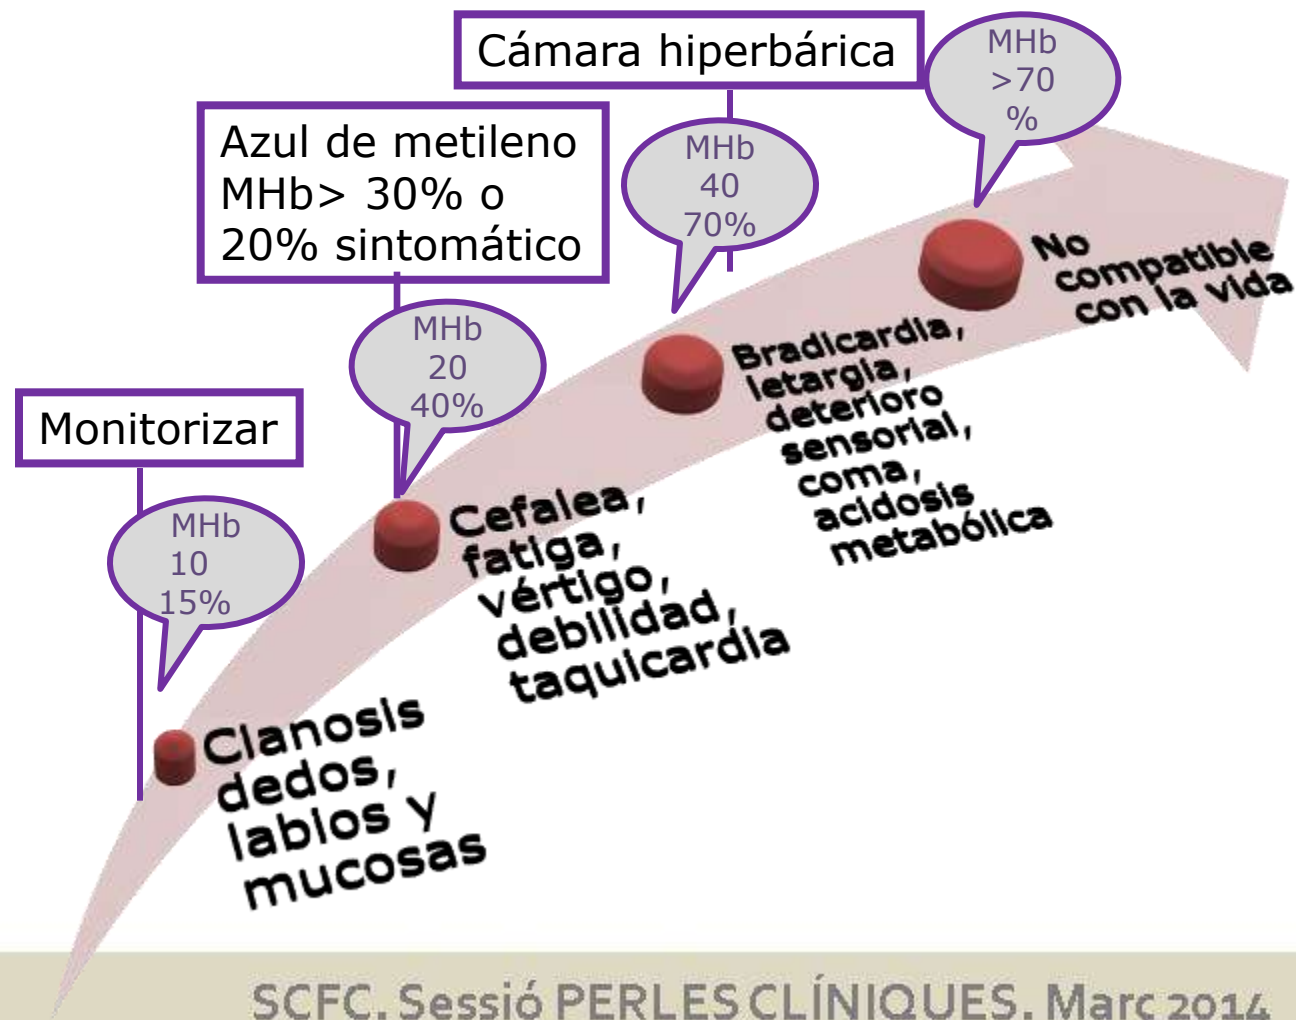 Cámara hiperbárica
MHb
>70
%
Azul de metileno
MHb> 30% o
20% sintomático
MHb
40
70%
No
compatible
con la vida
MHb
20
40%
Bradicardia,
letargia,
deterioro
sensorial,
coma,
acidosis
metabólica
Monitorizar
MHb
10
15%
Cefalea,
fatiga,
vértigo,
debilidad,
taquicardia
Cianosis
dedos,
labios y
mucosas
SCFC. Sessió PERLES CLÍNIQUES. Març 2014